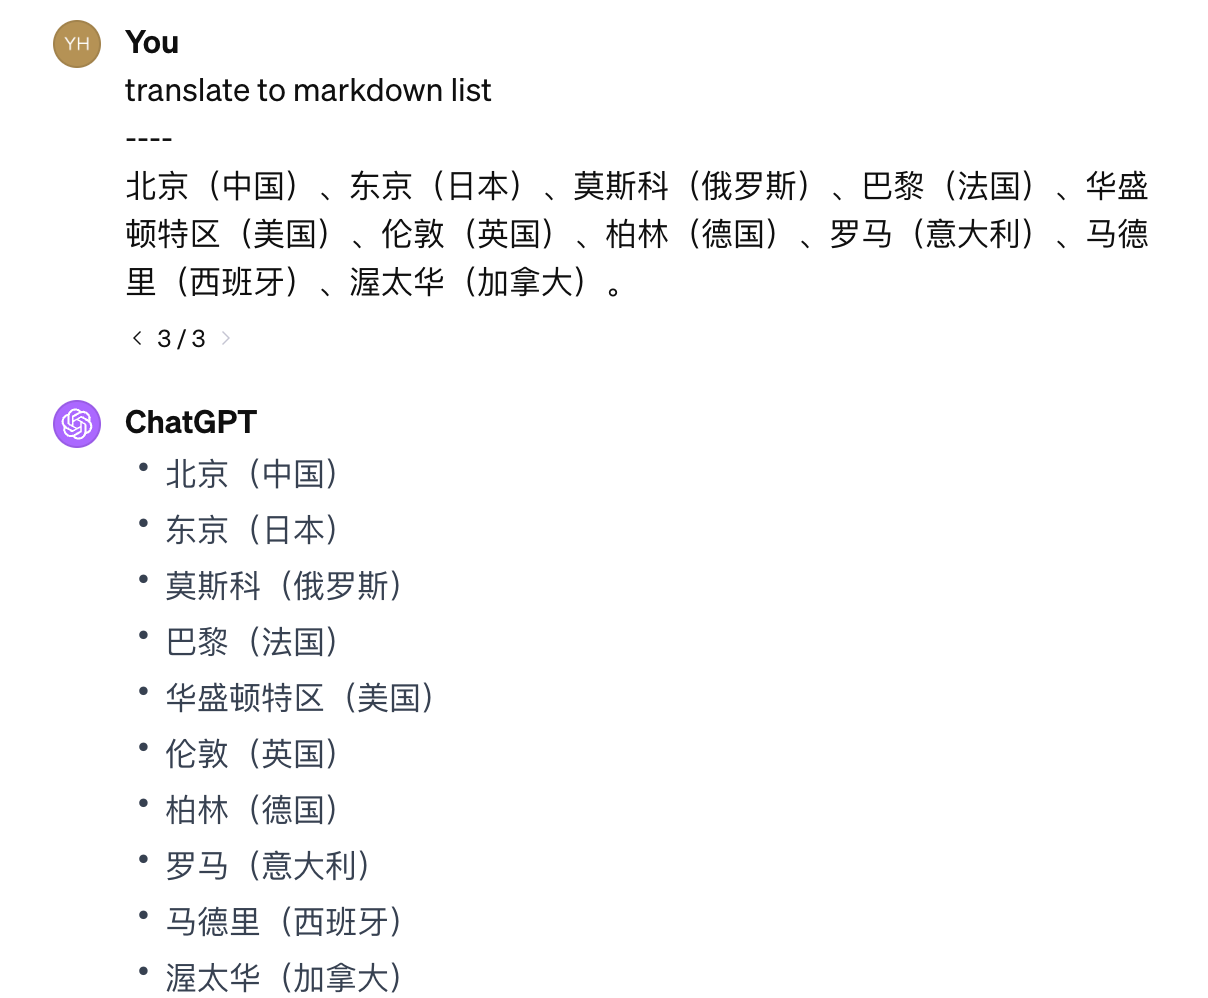 YH
You
translate to markdown list
----
北京（中国）、东京（日本）、莫斯科（俄罗斯）、巴黎（法国）、华盛
顿特区（美国）、伦敦（英国）、柏林（德国）、罗马（意大利）、马德
里（西班牙）、渥太华（加拿大）。
< 3 / 3 >
ChatGPT
• 北京（中国）
• 东京（日本）
• 莫斯科（俄罗斯）
• 巴黎（法国）
• 华盛顿特区（美国）
• 伦敦（英国）
• 柏林（德国）
• 罗马（意大利）
• 马德里（西班牙）
• 渥太华（加拿大）